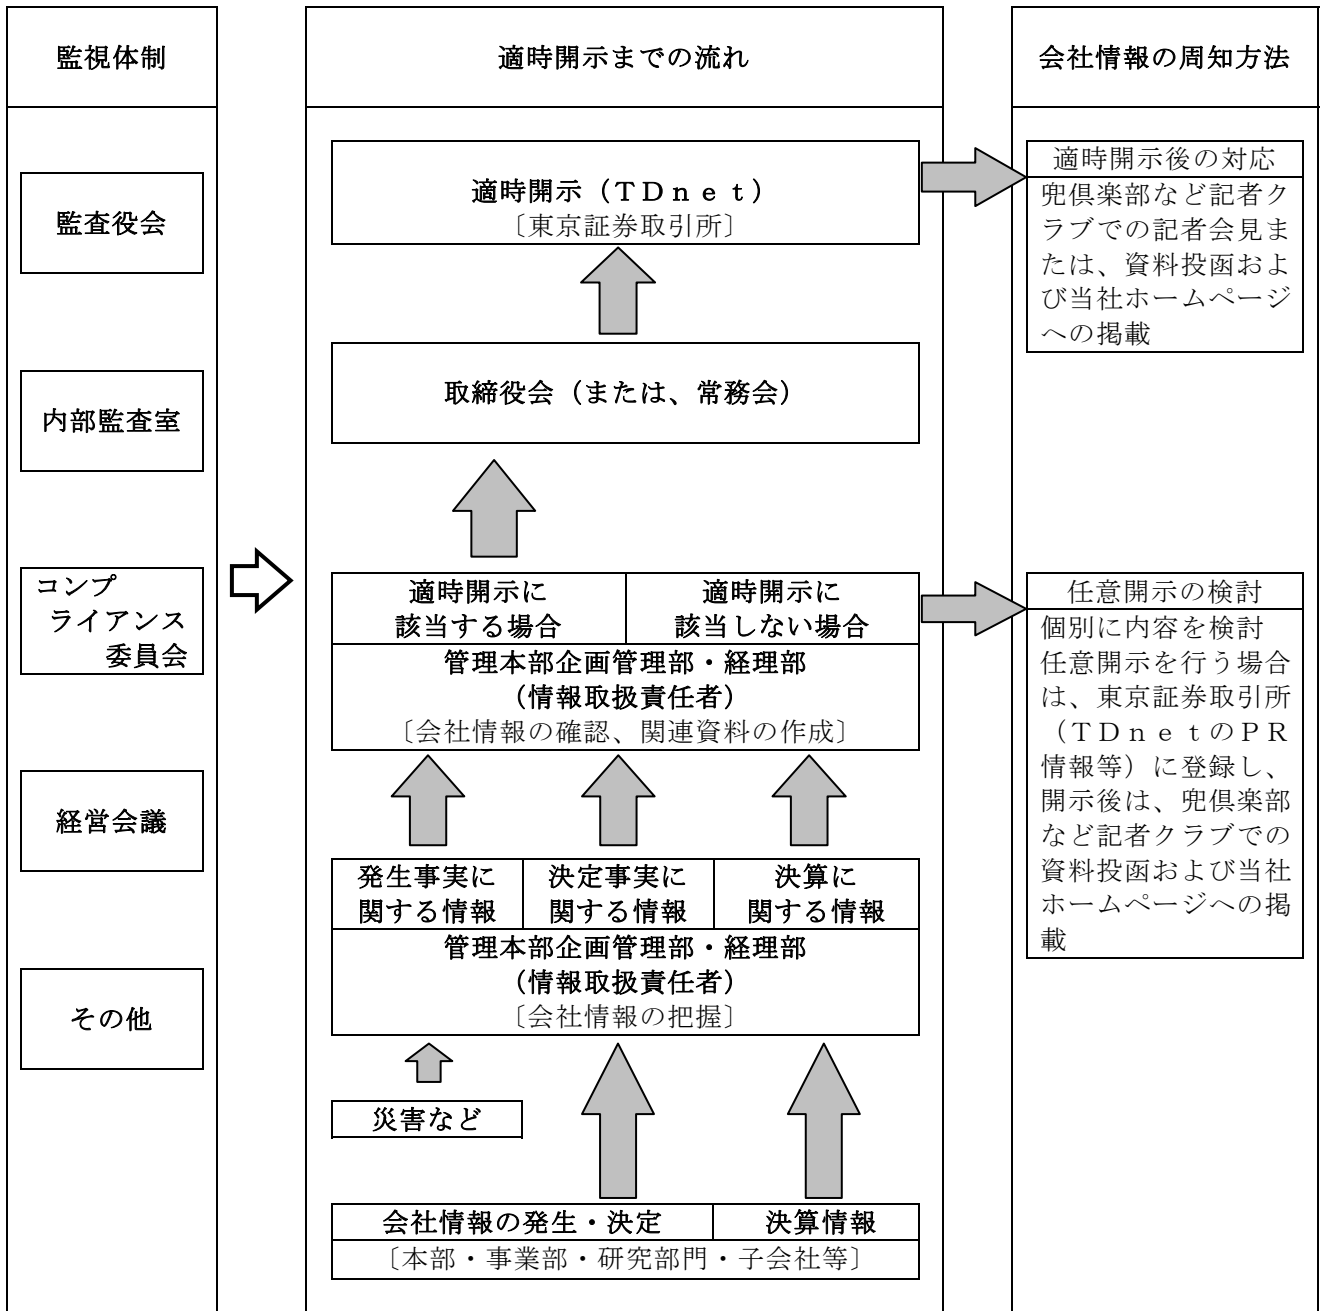 監視体制
監査役会
内部監査室
コンプ
ライアンス
委員会
経営会議
その他
適時開示までの流れ
適時開示（ＴＤｎｅｔ）
〔東京証券取引所〕
取締役会（または、常務会）
適時開示に
該当する場合
適時開示に
該当しない場合
管理本部企画管理部・経理部
（情報取扱責任者）
〔会社情報の確認、関連資料の作成〕
発生事実に
関する情報
決定事実に
関する情報
決算に
関する情報
管理本部企画管理部・経理部
（情報取扱責任者）
〔会社情報の把握〕
災害など
会社情報の発生・決定
決算情報
〔本部・事業部・研究部門・子会社等〕
会社情報の周知方法
適時開示後の対応
兜倶楽部など記者ク
ラブでの記者会見ま
たは、資料投函およ
び当社ホームページ
への掲載
任意開示の検討
個別に内容を検討
任意開示を行う場合
は、東京証券取引所
（ＴＤｎｅｔのＰＲ
情報等）に登録し、
開示後は、兜倶楽部
など記者クラブでの
資料投函および当社
ホームページへの掲
載